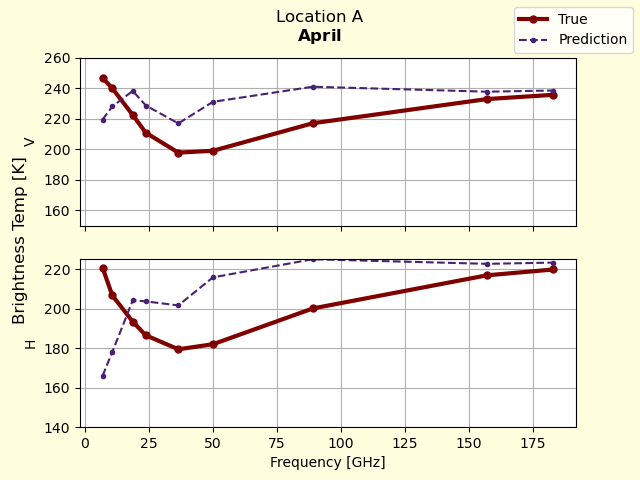 Location A
April
True
Prediction
260
240
220
200
180
160
V
Brightness Temp [K]
220
200
180
160
140
H
0 25 50 75 100 125 150 175
Frequency [GHz]